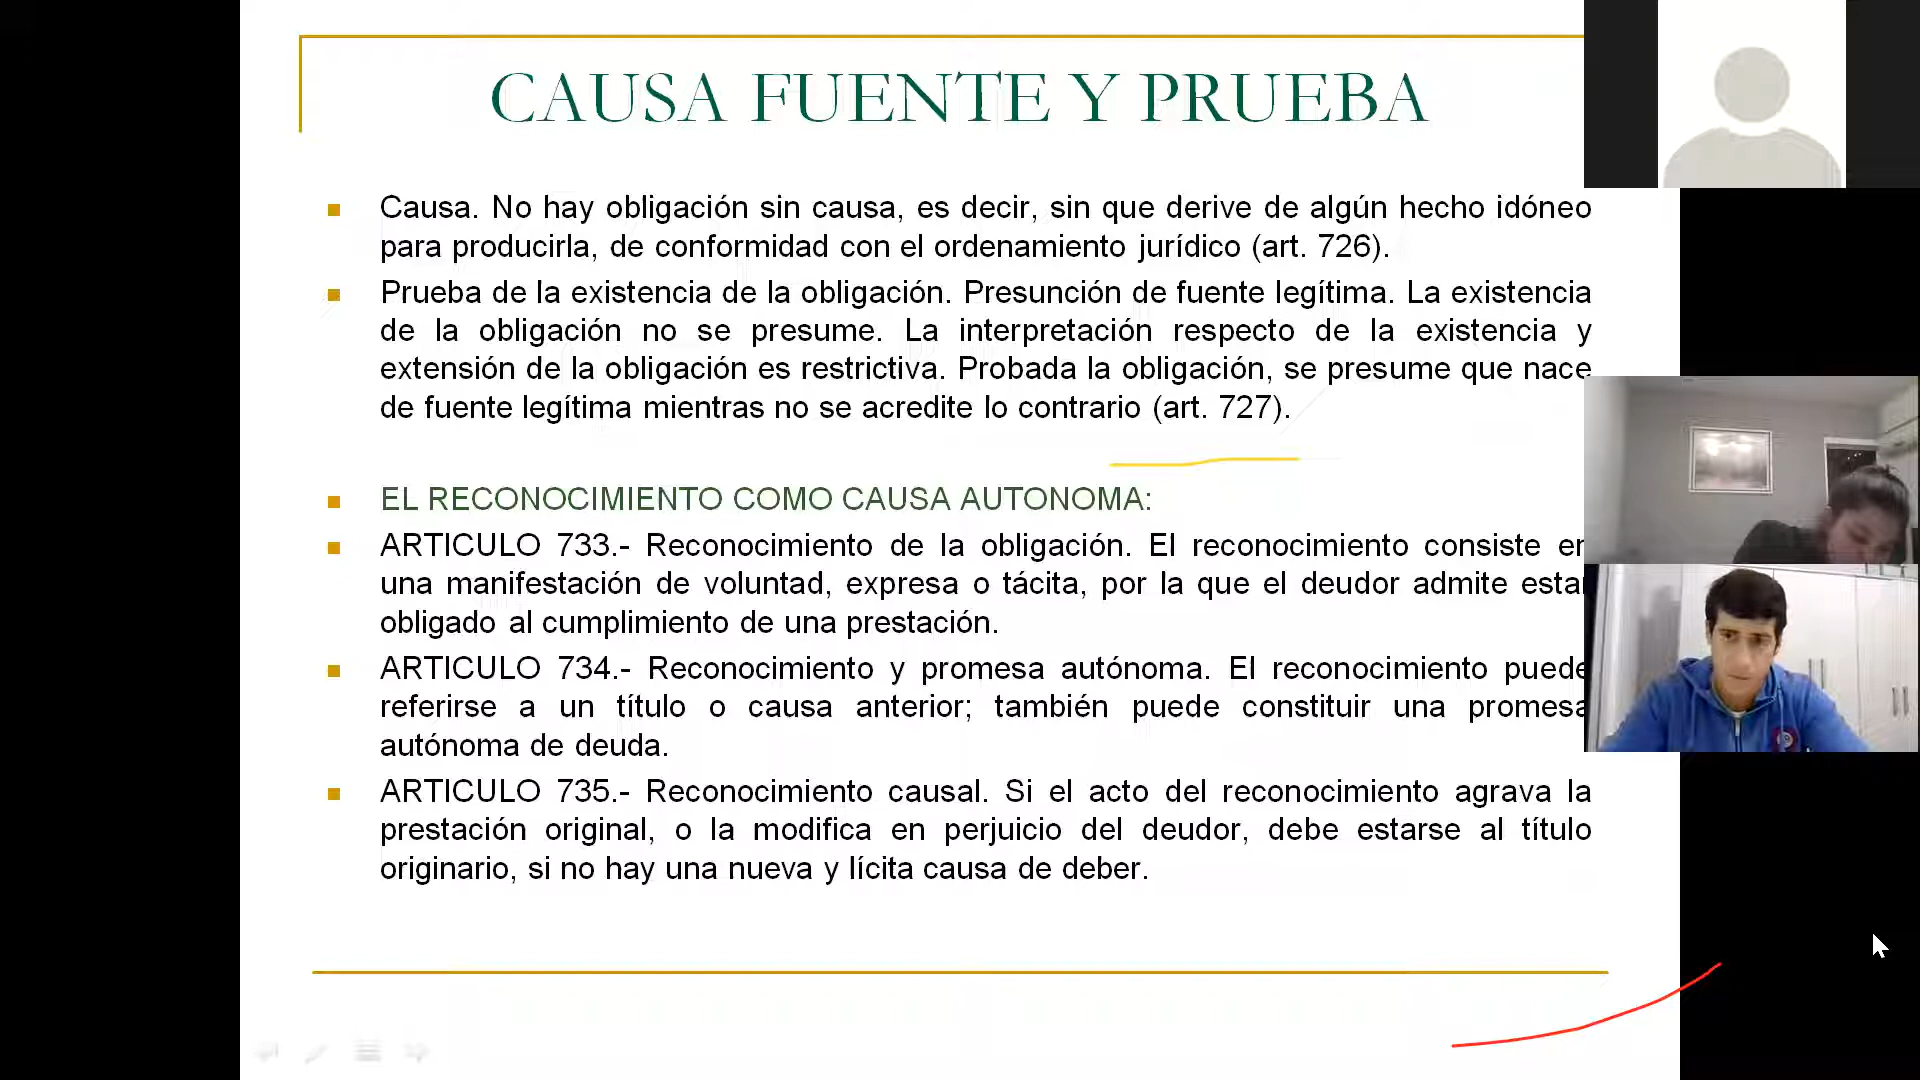 CAUSA FUENTE Y PRUEBA
Causa. No hay obligación sin causa, es decir, sin que derive de algún hecho idóneo
para producirla, de conformidad con el ordenamiento jurídico (art. 726).
Prueba de la existencia de la obligación. Presunción de fuente legítima. La existencia
de la obligación no se presume. La interpretación respecto de la existencia y
extensión de la obligación es restrictiva. Probada la obligación, se presume que nace
de fuente legítima mientras no se acredite lo contrario (art. 727).
EL RECONOCIMIENTO COMO CAUSA AUTONOMA:
ARTICULO 733.- Reconocimiento de la obligación. El reconocimiento consiste en
una manifestación de voluntad, expresa o tácita, por la que el deudor admite estar
obligado al cumplimiento de una prestación.
ARTICULO 734.- Reconocimiento y promesa autónoma. El reconocimiento puede
referirse a un título o causa anterior; también puede constituir una promesa
autónoma de deuda.
ARTICULO 735.- Reconocimiento causal. Si el acto del reconocimiento agrava la
prestación original, o la modifica en perjuicio del deudor, debe estarse al título
originario, si no hay una nueva y lícita causa de deber.